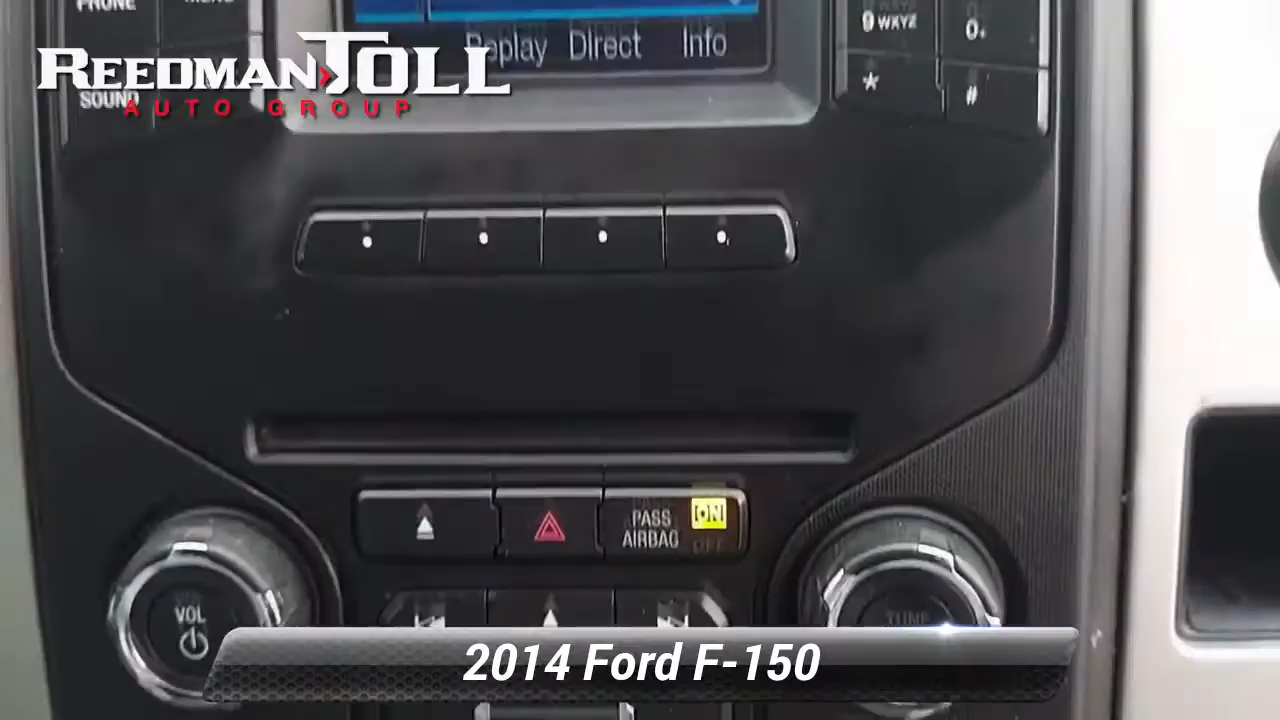 PHONE
MENU
REEDMAN TOLL
AUTO GROUP
SOUND
Replay Direct Info
9 WXYZ
0+
*
#
PASS AIRBAG
ON
OFF
VOL
TUNE
2014 Ford F-150